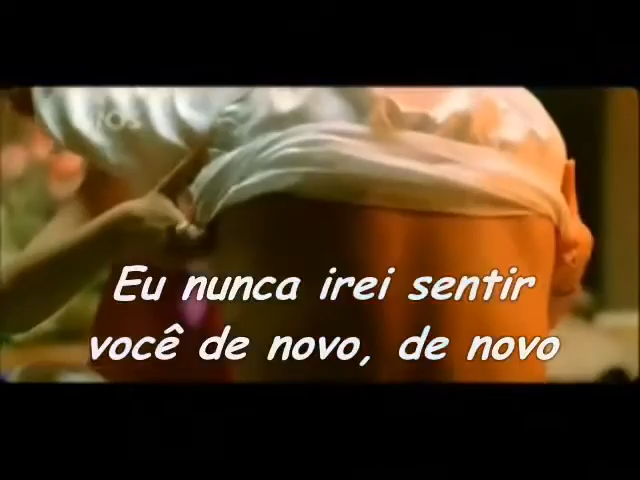 Eu nunca irei sentir
você de novo, de novo